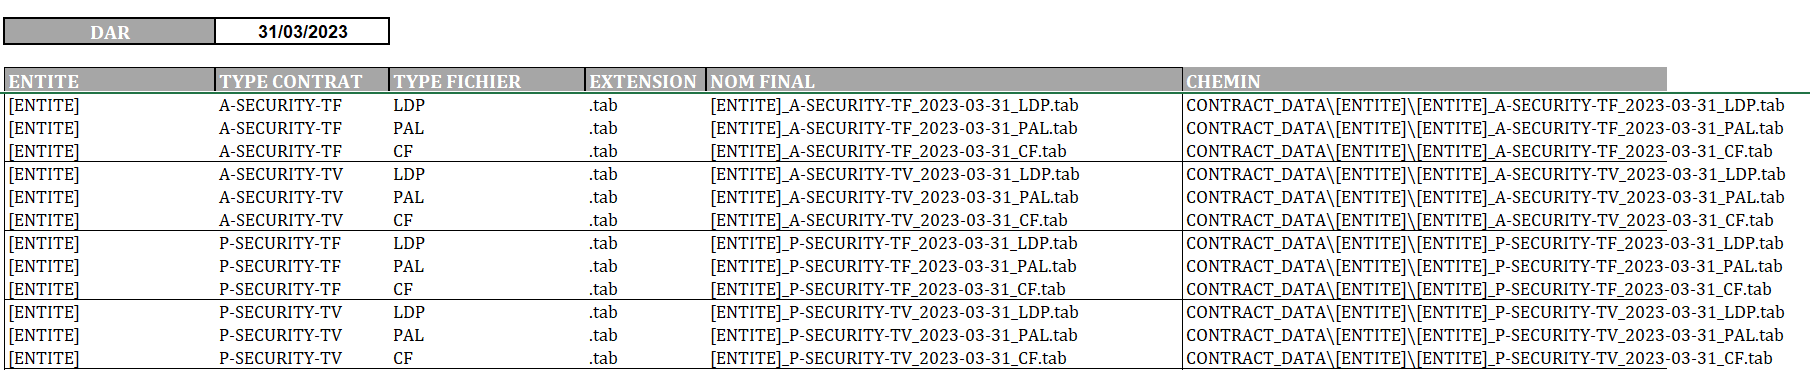 DAR 31/03/2023
ENTITE TYPE CONTRAT TYPE FICHIER EXTENSION NOM FINAL CHEMIN
[ENTITE] A-SECURITY-TF LDP .tab [ENTITE]_A-SECURITY-TF_2023-03-31_LDP.tab CONTRACT_DATA\[ENTITE]\[ENTITE]_A-SECURITY-TF_2023-03-31_LDP.tab
[ENTITE] A-SECURITY-TF PAL .tab [ENTITE]_A-SECURITY-TF_2023-03-31_PAL.tab CONTRACT_DATA\[ENTITE]\[ENTITE]_A-SECURITY-TF_2023-03-31_PAL.tab
[ENTITE] A-SECURITY-TF CF .tab [ENTITE]_A-SECURITY-TF_2023-03-31_CF.tab CONTRACT_DATA\[ENTITE]\[ENTITE]_A-SECURITY-TF_2023-03-31_CF.tab
[ENTITE] A-SECURITY-TV LDP .tab [ENTITE]_A-SECURITY-TV_2023-03-31_LDP.tab CONTRACT_DATA\[ENTITE]\[ENTITE]_A-SECURITY-TV_2023-03-31_LDP.tab
[ENTITE] A-SECURITY-TV PAL .tab [ENTITE]_A-SECURITY-TV_2023-03-31_PAL.tab CONTRACT_DATA\[ENTITE]\[ENTITE]_A-SECURITY-TV_2023-03-31_PAL.tab
[ENTITE] A-SECURITY-TV CF .tab [ENTITE]_A-SECURITY-TV_2023-03-31_CF.tab CONTRACT_DATA\[ENTITE]\[ENTITE]_A-SECURITY-TV_2023-03-31_CF.tab
[ENTITE] P-SECURITY-TF LDP .tab [ENTITE]_P-SECURITY-TF_2023-03-31_LDP.tab CONTRACT_DATA\[ENTITE]\[ENTITE]_P-SECURITY-TF_2023-03-31_LDP.tab
[ENTITE] P-SECURITY-TF PAL .tab [ENTITE]_P-SECURITY-TF_2023-03-31_PAL.tab CONTRACT_DATA\[ENTITE]\[ENTITE]_P-SECURITY-TF_2023-03-31_PAL.tab
[ENTITE] P-SECURITY-TF CF .tab [ENTITE]_P-SECURITY-TF_2023-03-31_CF.tab CONTRACT_DATA\[ENTITE]\[ENTITE]_P-SECURITY-TF_2023-03-31_CF.tab
[ENTITE] P-SECURITY-TV LDP .tab [ENTITE]_P-SECURITY-TV_2023-03-31_LDP.tab CONTRACT_DATA\[ENTITE]\[ENTITE]_P-SECURITY-TV_2023-03-31_LDP.tab
[ENTITE] P-SECURITY-TV PAL .tab [ENTITE]_P-SECURITY-TV_2023-03-31_PAL.tab CONTRACT_DATA\[ENTITE]\[ENTITE]_P-SECURITY-TV_2023-03-31_PAL.tab
[ENTITE] P-SECURITY-TV CF .tab [ENTITE]_P-SECURITY-TV_2023-03-31_CF.tab CONTRACT_DATA\[ENTITE]\[ENTITE]_P-SECURITY-TV_2023-03-31_CF.tab